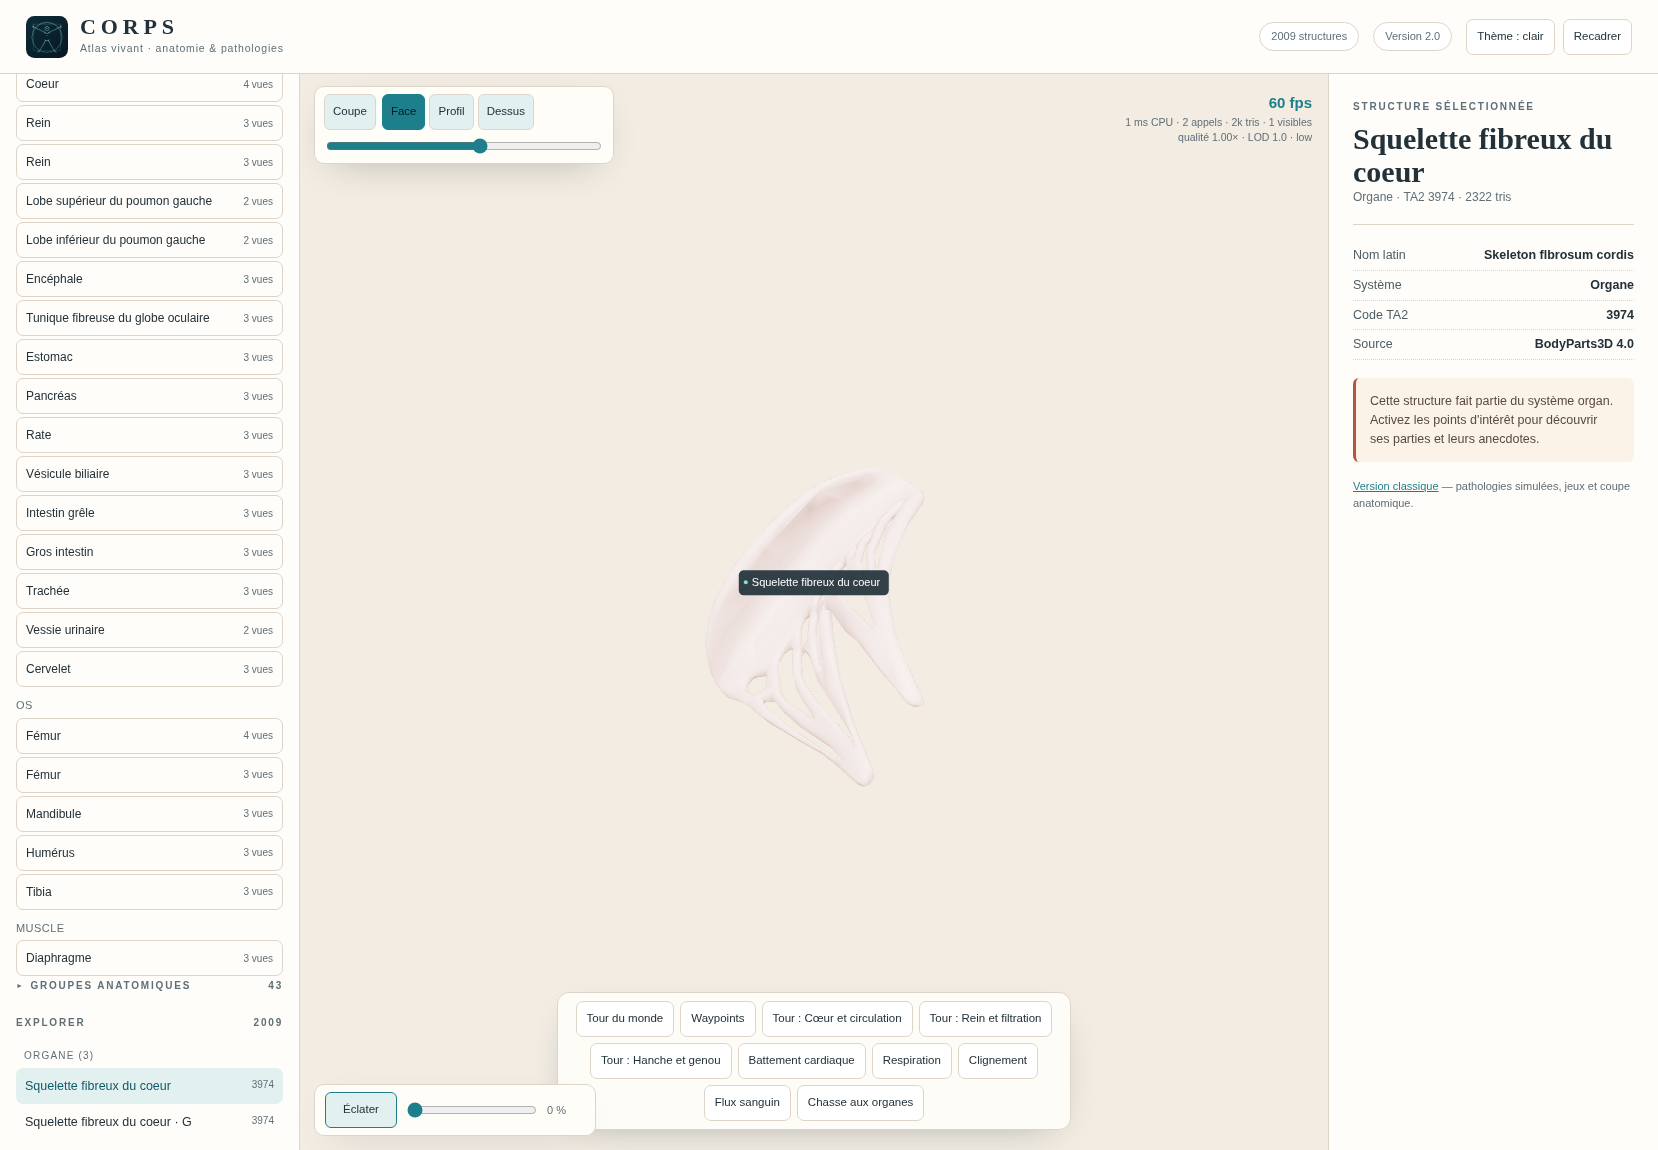 CORPS
Atlas vivant · anatomie & pathologies
2009 structures
Version 2.0
Thème : clair
Recadrer
Coeur 4 vues
Rein 3 vues
Rein 3 vues
Lobe supérieur du poumon gauche 2 vues
Lobe inférieur du poumon gauche 2 vues
Encéphale 3 vues
Tunique fibreuse du globe oculaire 3 vues
Estomac 3 vues
Pancréas 3 vues
Rate 3 vues
Vésicule biliaire 3 vues
Intestin grêle 3 vues
Gros intestin 3 vues
Trachée 3 vues
Vessie urinaire 2 vues
Cervelet 3 vues
OS
Fémur 4 vues
Fémur 3 vues
Mandibule 3 vues
Humérus 3 vues
Tibia 3 vues
MUSCLE
Diaphragme 3 vues
▸ GROUPES ANATOMIQUES 43
EXPLORER 2009
ORGANE (3)
Squelette fibreux du coeur 3974
Squelette fibreux du coeur · G 3974
Coupe Face Profil Dessus
60 fps
1 ms CPU · 2 appels · 2k tris · 1 visibles
qualité 1.00× · LOD 1.0 · low
Squelette fibreux du coeur
Tour du monde Waypoints Tour : Cœur et circulation Tour : Rein et filtration
Tour : Hanche et genou Battement cardiaque Respiration Clignement
Flux sanguin Chasse aux organes
Éclater 0 %
STRUCTURE SÉLECTIONNÉE
Squelette fibreux du
coeur
Organe · TA2 3974 · 2322 tris
Nom latin Skeleton fIbrosum cordis
Système Organe
Code TA2 3974
Source BodyParts3D 4.0
Cette structure fait partie du système organ.
Activez les points d'intérêt pour découvrir
ses parties et leurs anecdotes.
Version classique — pathologies simulées, jeux et coupe
anatomique.